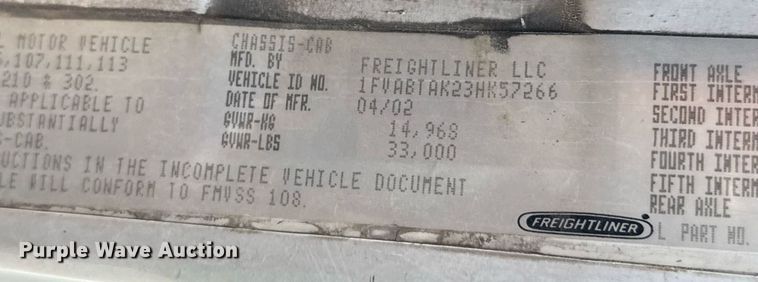 MOTOR VEHICLE
,107,111,113
210 & 302.
APPLICABLE TO
UBSTANTIALLY
S-CAB.
UCTIONS IN THE INCOMPLETE VEHICLE DOCUMENT
LE WILL CONFORM TO FMVSS 108.
CHASSIS-CAB
MFD. BY FREIGHTLINER LLC
VEHICLE ID NO. 1FVABTAK23HK57266
DATE OF MFR. 04/02
GVWR-KG 14,968
GVWR-LBS 33,000
FRONT AXLE
FIRST INTERM
SECOND INTER
THIRD INTERM
FOURTH INTER
FIFTH INTERM
REAR AXLE
FREIGHTLINER
L PART NO.
Purple Wave Auction